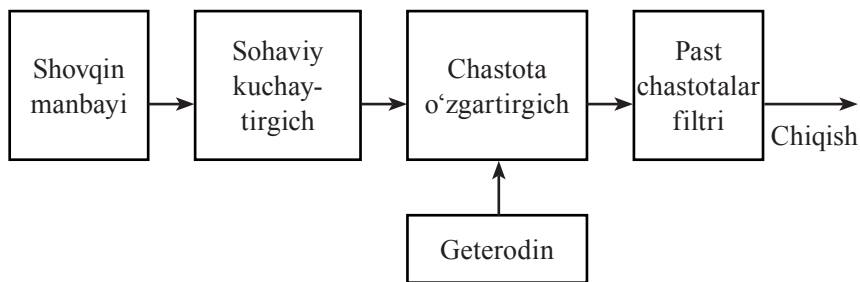 Shovqin
manbayi
Sohaviy
kuchay-
tirgich
Chastota
o‘zgartirgich
Past
chastotalar
filtri
Chiqish
Geterodin